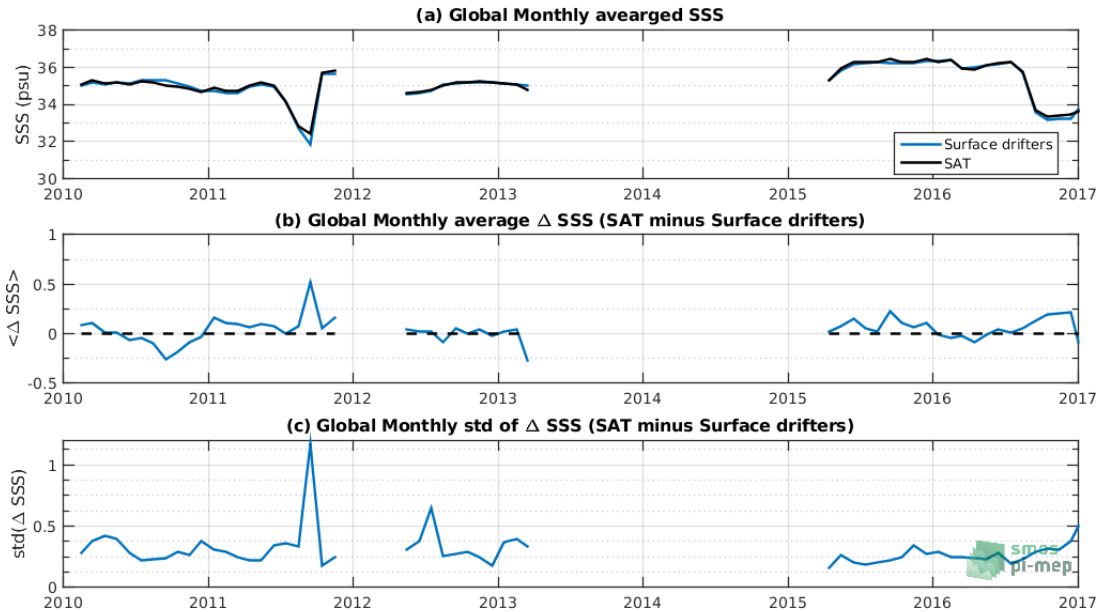 (a) Global Monthly avearged SSS
SSS (psu)
38
36
34
32
30
Surface drifters
SAT
2010 2011 2012 2013 2014 2015 2016 2017
(b) Global Monthly average Δ SSS (SAT minus Surface drifters)
<Δ SSS>
1
0.5
0
-0.5
2010 2011 2012 2013 2014 2015 2016 2017
(c) Global Monthly std of Δ SSS (SAT minus Surface drifters)
std(Δ SSS)
1
0.5
0
smos
pi-mep
2010 2011 2012 2013 2014 2015 2016 2017